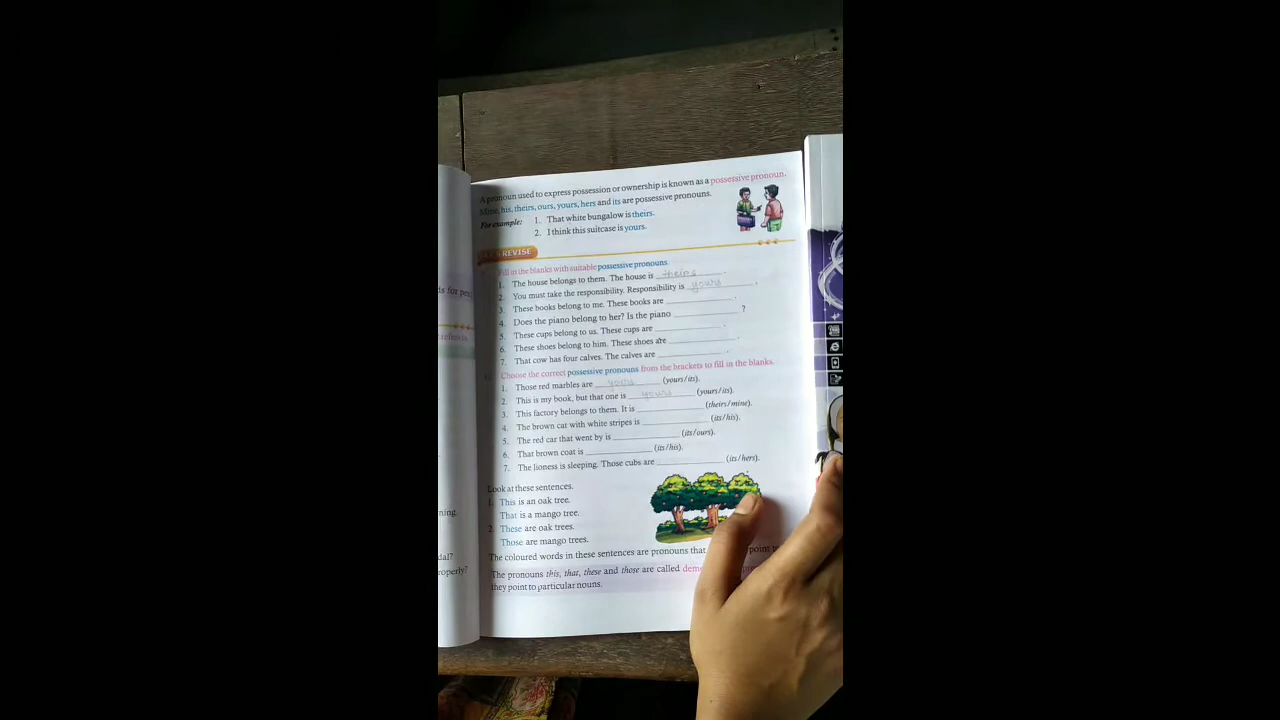 A pronoun used to express possession or ownership is known as a possessive pronoun.
Mine, his, theirs, ours, yours, hers and its are possessive pronouns.
For example: 1. That white bungalow is theirs.
2. I think this suitcase is yours.
REVISE
Fill in the blanks with suitable possessive pronouns.
1. The house belongs to them. The house is theirs.
2. You must take the responsibility. Responsibility is yours.
3. These books belong to me. These books are ________.
4. Does the piano belong to her? Is the piano ________?
5. These cups belong to us. These cups are ________.
6. These shoes belong to him. These shoes are ________.
7. That cow has four calves. The calves are ________.
Choose the correct possessive pronouns from the brackets to fill in the blanks.
1. Those red marbles are yours (yours/its).
2. This is my book, but that one is yours (yours/its).
3. This factory belongs to them. It is ________ (theirs/mine).
4. The brown cat with white stripes is ________ (its/his).
5. The red car that went by is ________ (its/ours).
6. That brown coat is ________ (its/his).
7. The lioness is sleeping. Those cubs are ________ (its/hers).
Look at these sentences.
1. This is an oak tree.
That is a mango tree.
2. These are oak trees.
Those are mango trees.
The coloured words in these sentences are pronouns that point
The pronouns this, that, these and those are called
they point to particular nouns.